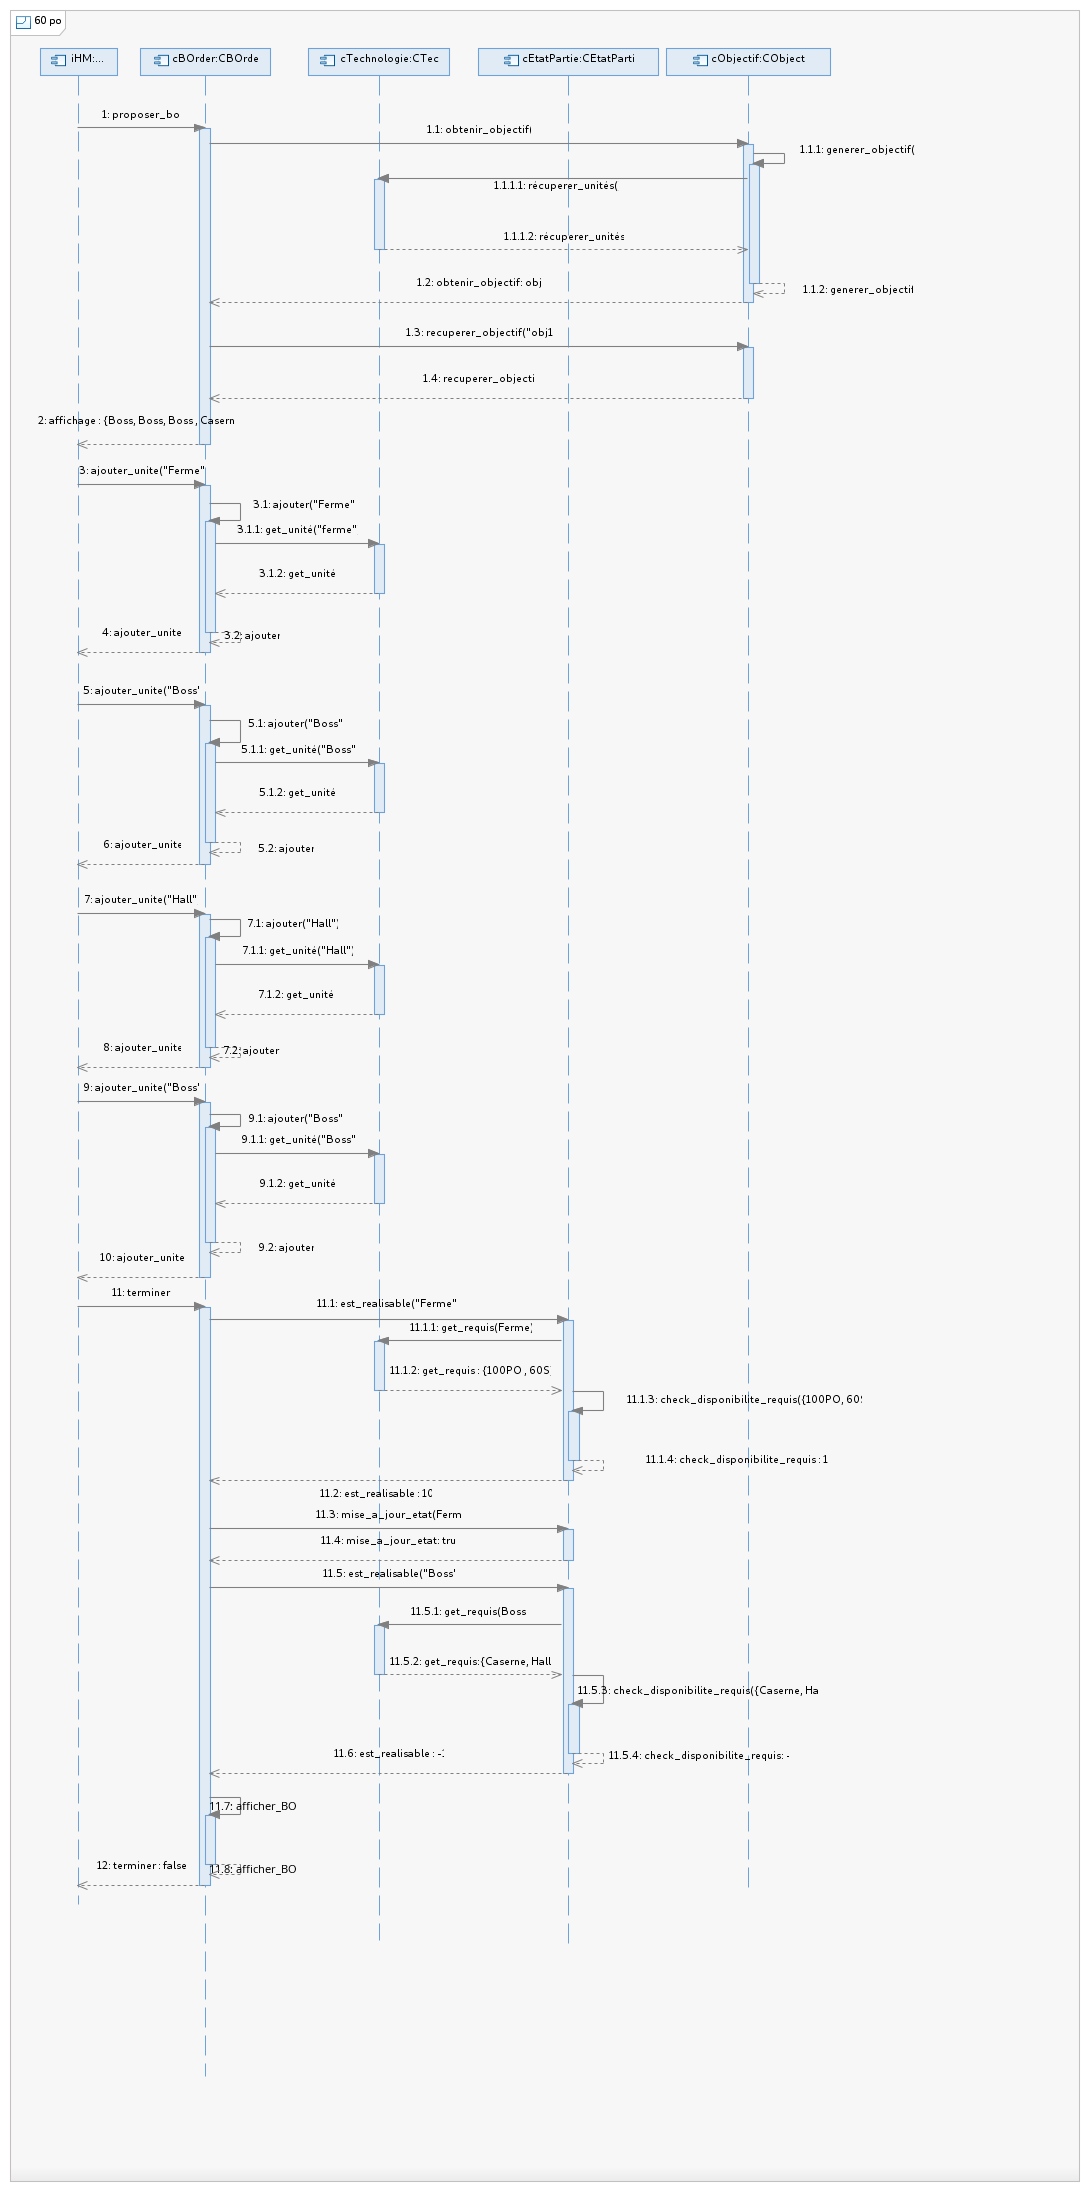 60 po
iHM:...
cBOrder:CBOrde
cTechnologie:CTec
cEtatPartie:CEtatParti
cObjectif:CObject
1: proposer_bo
1.1: obtenir_objectif(
1.1.1: generer_objectif(
1.1.1.1: récuperer_unités(
1.1.1.2: récuperer_unités
1.2: obtenir_objectif: obj
1.1.2: generer_objectif
1.3: recuperer_objectif("obj1
1.4: recuperer_objecti
2: affichage : {Boss, Boss, Boss , Casern
3: ajouter_unite("Ferme"
3.1: ajouter("Ferme"
3.1.1: get_unité("ferme"
3.1.2: get_unité
4: ajouter_unite
3.2: ajouter
5: ajouter_unite("Boss"
5.1: ajouter("Boss"
5.1.1: get_unité("Boss"
5.1.2: get_unité
6: ajouter_unite
5.2: ajouter
7: ajouter_unite("Hall"
7.1: ajouter("Hall")
7.1.1: get_unité("Hall")
7.1.2: get_unité
8: ajouter_unite
7.2: ajouter
9: ajouter_unite("Boss"
9.1: ajouter("Boss"
9.1.1: get_unité("Boss"
9.1.2: get_unité
9.2: ajouter
10: ajouter_unite
11: terminer
11.1: est_realisable("Ferme"
11.1.1: get_requis(Ferme)
11.1.2: get_requis : {100PO , 60S
11.1.3: check_disponibilite_requis({100PO, 60S
11.1.4: check_disponibilite_requis : 1
11.2: est_realisable : 10
11.3: mise_a_jour_etat(Ferm
11.4: mise_a_jour_etat: tru
11.5: est_realisable("Boss"
11.5.1: get_requis(Boss
11.5.2: get_requis:{Caserne, Hall
11.5.3: check_disponibilite_requis({Caserne, Ha
11.6: est_realisable : -1
11.5.4: check_disponibilite_requis: -
11.7: afficher_BO
12: terminer : false
11.8: afficher_BO